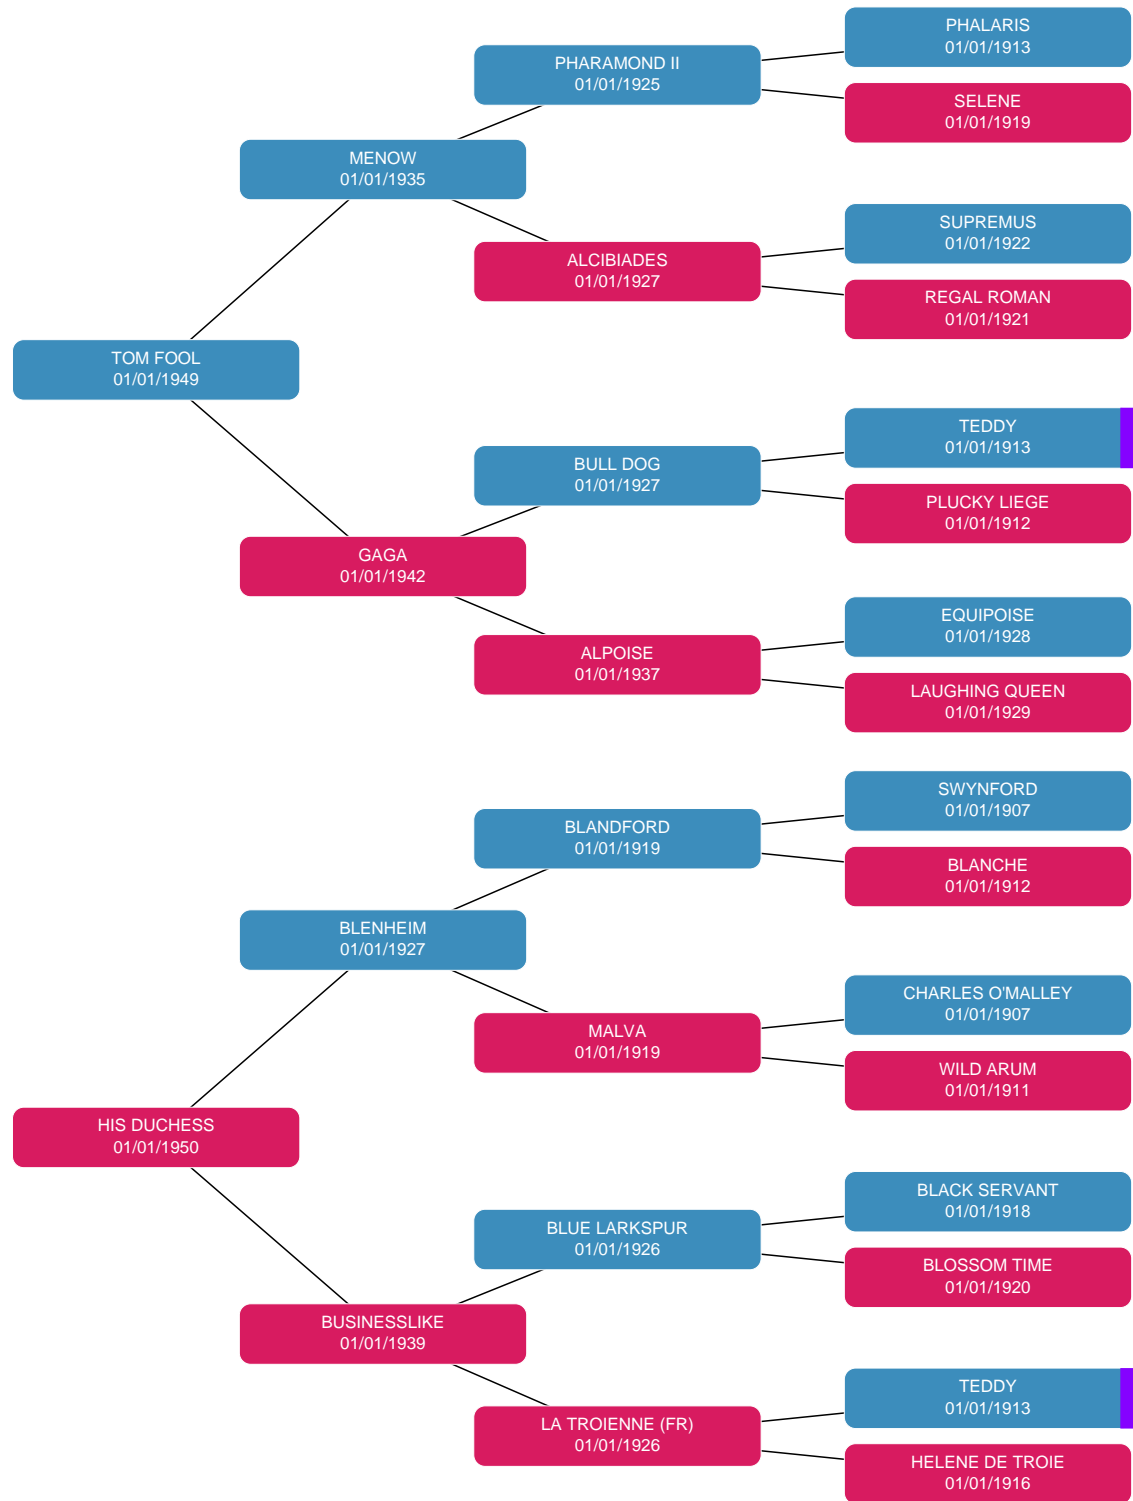 PHALARIS
01/01/1913
PHARAMOND II
01/01/1925
SELENE
01/01/1919
MENOW
01/01/1935
SUPREMUS
01/01/1922
ALCIBIADES
01/01/1927
REGAL ROMAN
01/01/1921
TOM FOOL
01/01/1949
TEDDY
01/01/1913
BULL DOG
01/01/1927
PLUCKY LIEGE
01/01/1912
GAGA
01/01/1942
EQUIPOISE
01/01/1928
ALPOISE
01/01/1937
LAUGHING QUEEN
01/01/1929
SWYNFORD
01/01/1907
BLANDFORD
01/01/1919
BLANCHE
01/01/1912
BLENHEIM
01/01/1927
CHARLES O'MALLEY
01/01/1907
MALVA
01/01/1919
WILD ARUM
01/01/1911
HIS DUCHESS
01/01/1950
BLACK SERVANT
01/01/1918
BLUE LARKSPUR
01/01/1926
BLOSSOM TIME
01/01/1920
BUSINESSLIKE
01/01/1939
TEDDY
01/01/1913
LA TROIENNE (FR)
01/01/1926
HELENE DE TROIE
01/01/1916